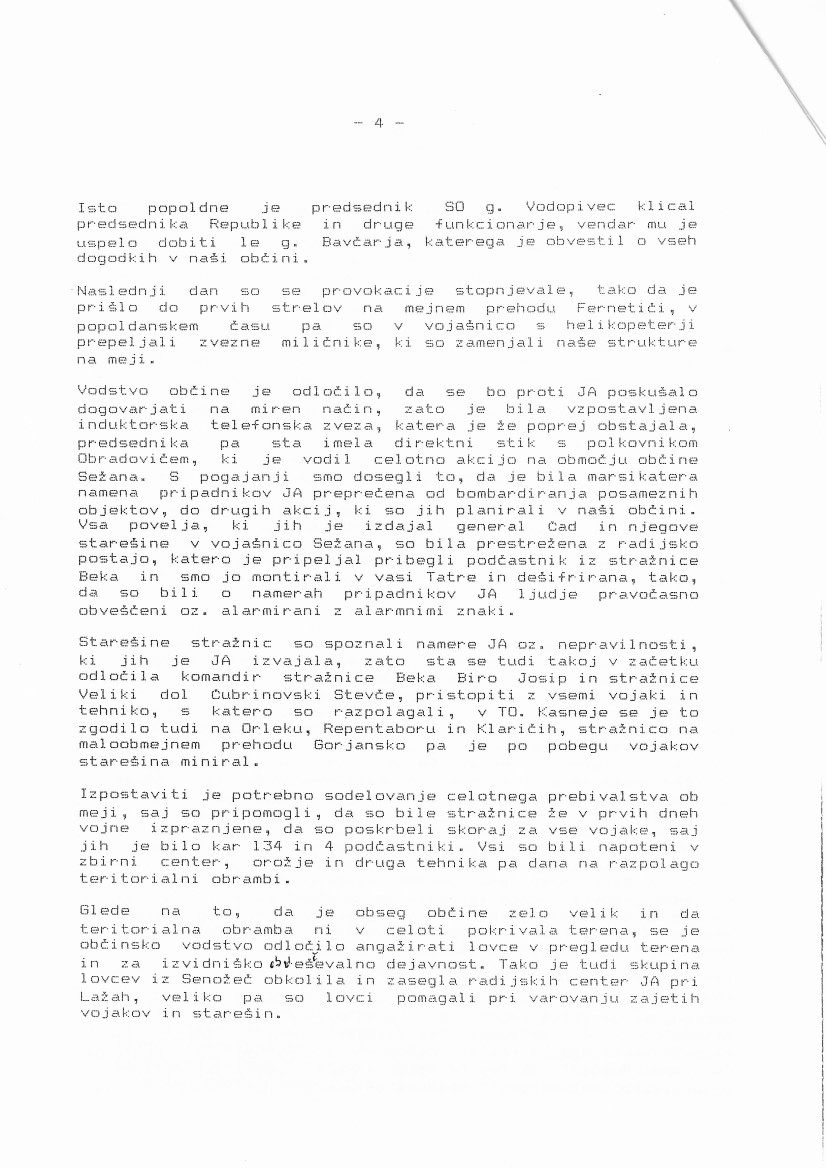 - 4 -
Isto popoldne je predsednik SO g. Vodopivec klical
predsednika Republike in druge funkcionarje, vendar mu je
uspelo dobiti le g. Bavčarja, katerega je obvestil o vseh
dogodkih v naši občini.
Naslednji dan so se provokacije stopnjevale, tako da je
prišlo do prvih strelov na mejnem prehodu Fernetiči, v
popoldanskem času pa so v vojašnico s helikopeterji
prepeljali zvezne miličnike, ki so zamenjali naše strukture
na meji.
Vodstvo občine je odločilo, da se bo proti JA poskušalo
dogovarjati na miren način, zato je bila vzpostavljena
induktorska telefonska zveza, katera je že poprej obstajala,
predsednika pa sta imela direktni stik s polkovnikom
Obradovičem, ki je vodil celotno akcijo na območju občine
Sežana. S pogajanji smo dosegli to, da je bila marsikatera
namena pripadnikov JA preprečena od bombardiranja posameznih
objektov, do drugih akcij, ki so jih planirali v naši občini.
Vsa povelja, ki jih je izdajal general Čad in njegove
starešine v vojašnico Sežana, so bila prestrežena z radijsko
postajo, katero je pripeljal pribegli podčastnik iz stražnice
Beka in smo jo montirali v vasi Tatre in dešifrirana, tako,
da so bili o namerah pripadnikov JA ljudje pravočasno
obveščeni oz. alarmirani z alarmnimi znaki.
Starešine stražnic so spoznali namere JA oz. nepravilnosti,
ki jih je JA izvajala, zato sta se tudi takoj v začetku
odločila komandir stražnice Beka Biro Josip in stražnice
Veliki dol Čubrinovski Stevče, pristopiti z vsemi vojaki in
tehniko, s katero so razpolagali, v TO. Kasneje se je to
zgodilo tudi na Orleku, Repentaboru in Klaričih, stražnico na
maloobmejnem prehodu Gorjansko pa je po pobegu vojakov
starešina miniral.
Izpostaviti je potrebno sodelovanje celotnega prebivalstva ob
meji, saj so pripomogli, da so bile stražnice že v prvih dneh
vojne izpraznjene, da so poskrbeli skoraj za vse vojake, saj
jih je bilo kar 134 in 4 podčastniki. Vsi so bili napoteni v
zbirni center, orožje in druga tehnika pa dana na razpolago
teritorialni obrambi.
Glede na to, da je obseg občine zelo velik in da
teritorialna obramba ni v celoti pokrivala terena, se je
občinsko vodstvo odločilo angažirati lovce v pregledu terena
in za izvidniško dejavnost. Tako je tudi skupina
lovcev iz Senožeč obkolila in zasegla radijskih center JA pri
Lažah, veliko pa so lovci pomagali pri varovanju zajetih
vojakov in starešin.